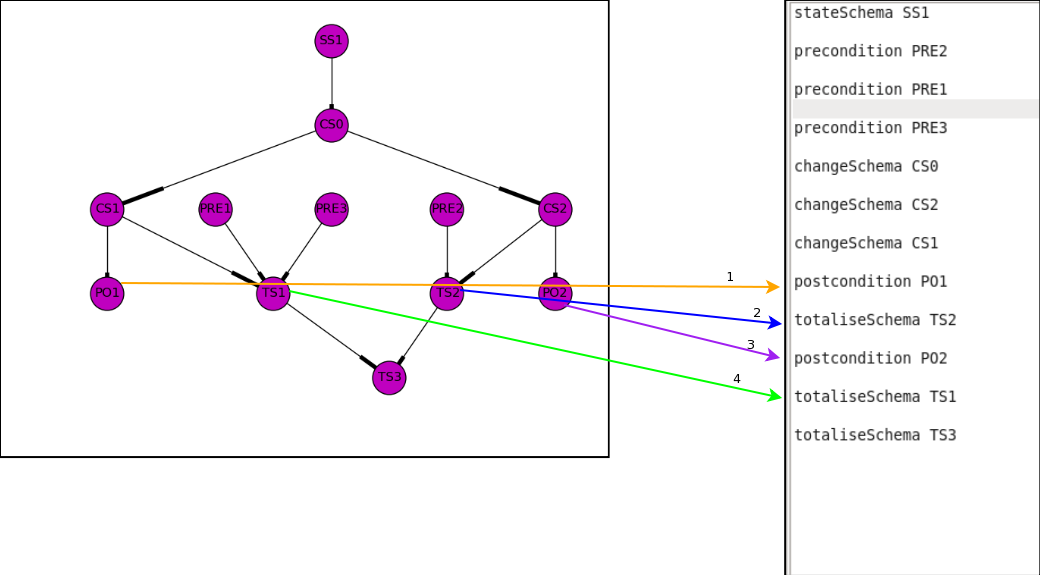 SS1
CS0
CS1
PRE1
PRE3
PRE2
CS2
PO1
TS1
TS2
PO2
TS3
1
2
3
4
stateSchema SS1
precondition PRE2
precondition PRE1
precondition PRE3
changeSchema CS0
changeSchema CS2
changeSchema CS1
postcondition PO1
totaliseSchema TS2
postcondition PO2
totaliseSchema TS1
totaliseSchema TS3